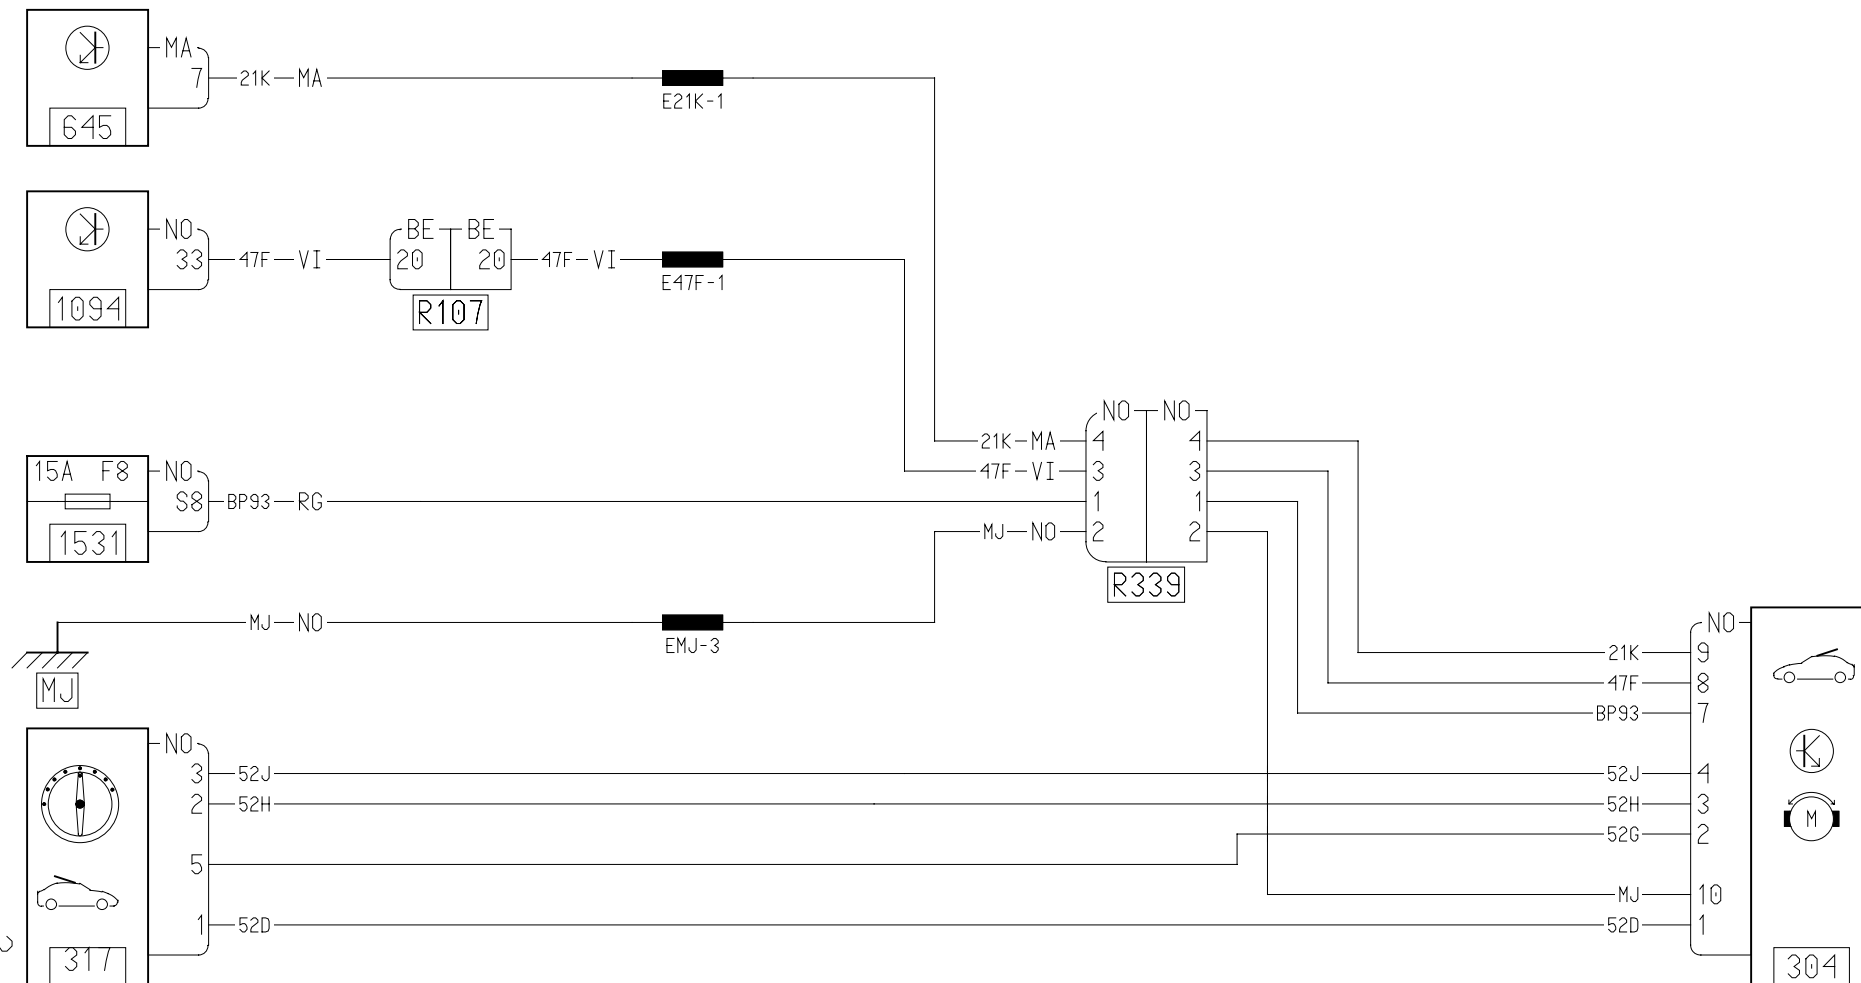 MA
7 21K MA
E21K-1
645
NO BE BE
33 47F VI 20 20 47F VI
E47F-1
1094 R107
NO NO
21K MA 4 4
15A F8 NO 47F VI 3 3
S8 BP93 RG 1 1
1531 MJ NO 2 2
R339
MJ NO NO
EMJ-3
21K 9
MJ 47F 8
BP93 7
NO
3 52J 52J 4
2 52H 52H 3
M
52G 2
5
MJ 10
1 52D 52D 1
317 304